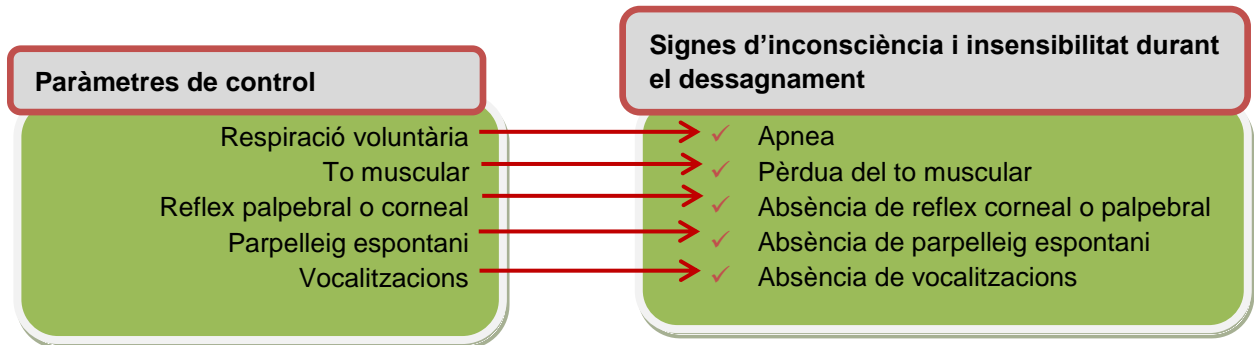 Paràmetres de control
Respiració voluntària
To muscular
Reflex palpebral o corneal
Parpelleig espontani
Vocalitzacions
Signes d’inconsciència i insensibilitat durant
el dessagnament
✓ Apnea
✓ Pèrdua del to muscular
✓ Absència de reflex corneal o palpebral
✓ Absència de parpelleig espontani
✓ Absència de vocalitzacions